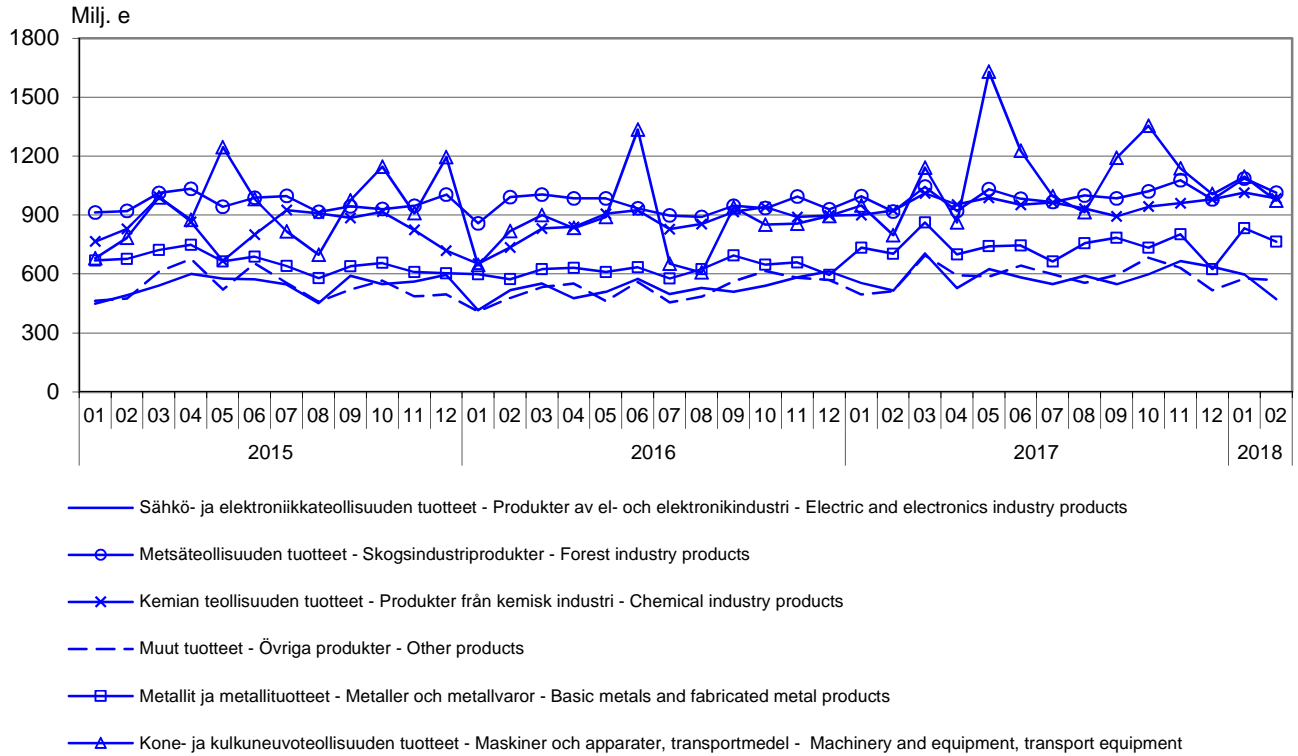 Milj. e
1800
1500
1200
900
600
300
0
01 02 03 04 05 06 07 08 09 10 11 12 01 02 03 04 05 06 07 08 09 10 11 12 01 02 03 04 05 06 07 08 09 10 11 12 01 02
2015 2016 2017 2018
Sähkö- ja elektroniikkateollisuuden tuotteet - Produkter av el- och elektronikindustri - Electric and electronics industry products
Metsäteollisuuden tuotteet - Skogsindustriprodukter - Forest industry products
Kemian teollisuuden tuotteet - Produkter från kemisk industri - Chemical industry products
Muut tuotteet - Övriga produkter - Other products
Metallit ja metallituotteet - Metaller och metallvaror - Basic metals and fabricated metal products
Kone- ja kulkuneuvoteollisuuden tuotteet - Maskiner och apparater, transportmedel - Machinery and equipment, transport equipment